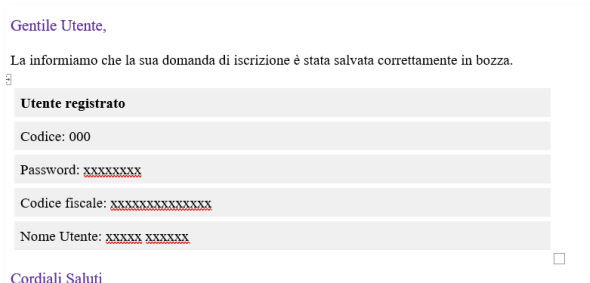 Gentile Utente,
La informiamo che la sua domanda di iscrizione è stata salvata correttamente in bozza.
Utente registrato
Codice: 000
Password: xxxxxxxx
Codice fiscale: xxxxxxxxxxxxxx
Nome Utente: xxxxx xxxxxx
Cordiali Saluti